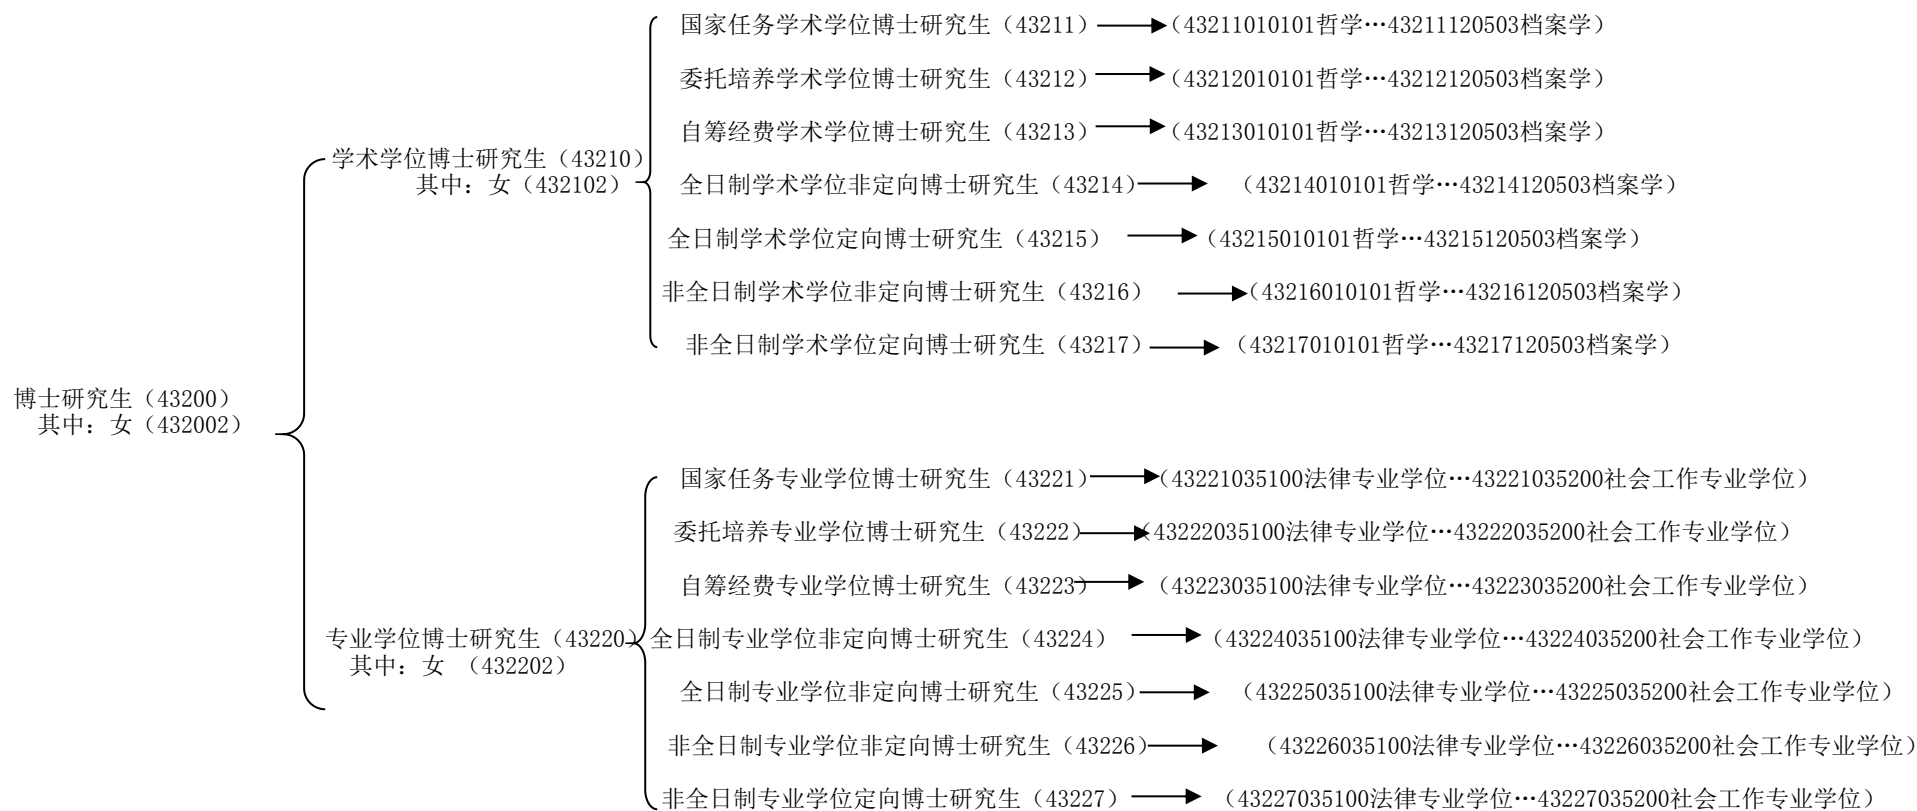 国家任务学术学位博士研究生（43211） （43211010101哲学…43211120503档案学）
委托培养学术学位博士研究生（43212） （43212010101哲学…43212120503档案学）
自筹经费学术学位博士研究生（43213） （43213010101哲学…43213120503档案学）
学术学位博士研究生（43210）
其中：女（432102）
全日制学术学位非定向博士研究生（43214） （43214010101哲学…43214120503档案学）
全日制学术学位定向博士研究生（43215） （43215010101哲学…43215120503档案学）
非全日制学术学位非定向博士研究生（43216） （43216010101哲学…43216120503档案学）
非全日制学术学位定向博士研究生（43217） （43217010101哲学…43217120503档案学）
博士研究生（43200）
其中：女（432002）
国家任务专业学位博士研究生（43221） （43221035100法律专业学位…43221035200社会工作专业学位）
委托培养专业学位博士研究生（43222） （43222035100法律专业学位…43222035200社会工作专业学位）
自筹经费专业学位博士研究生（43223） （43223035100法律专业学位…43223035200社会工作专业学位）
专业学位博士研究生（43220）
其中：女 （432202）
全日制专业学位非定向博士研究生（43224） （43224035100法律专业学位…43224035200社会工作专业学位）
全日制专业学位非定向博士研究生（43225） （43225035100法律专业学位…43225035200社会工作专业学位）
非全日制专业学位非定向博士研究生（43226） （43226035100法律专业学位…43226035200社会工作专业学位）
非全日制专业学位定向博士研究生（43227） （43227035100法律专业学位…43227035200社会工作专业学位）